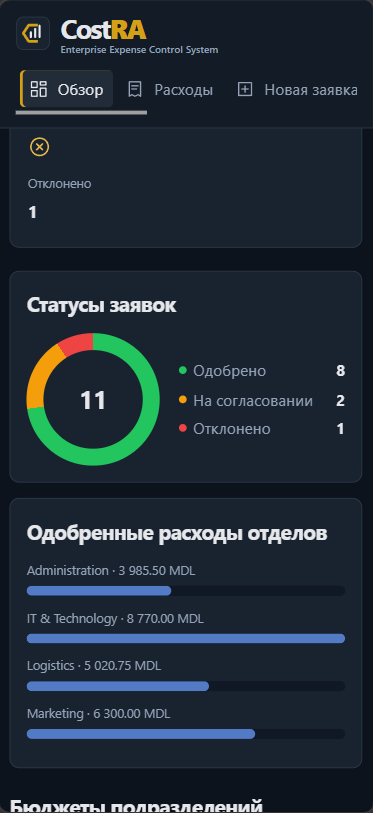 CostRA
Enterprise Expense Control System
Обзор
Расходы
Новая заявка
Отклонено
1
Статусы заявок
11
Одобрено 8
На согласовании 2
Отклонено 1
Одобренные расходы отделов
Administration · 3 985.50 MDL
IT & Technology · 8 770.00 MDL
Logistics · 5 020.75 MDL
Marketing · 6 300.00 MDL
Бюджеты подразделений